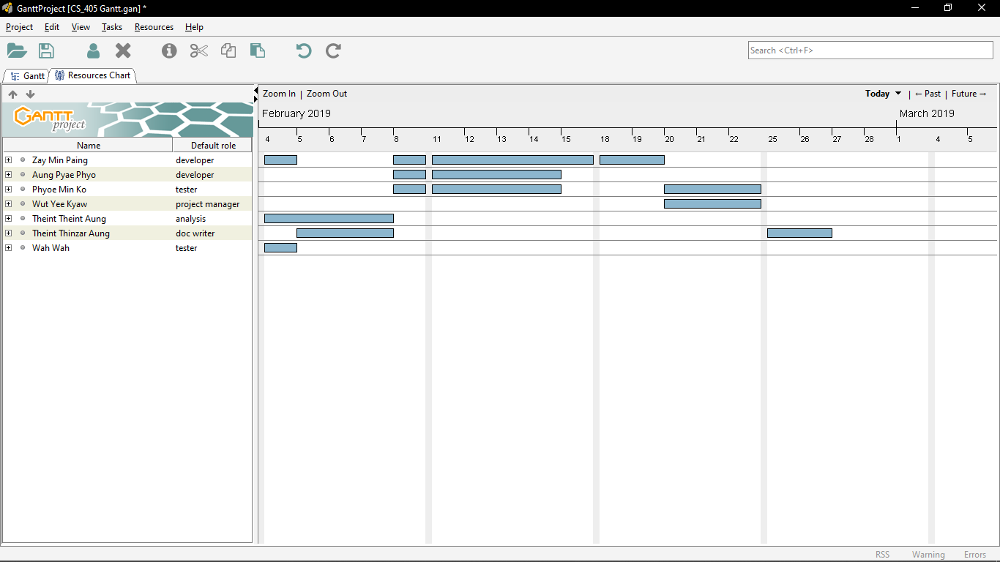 GanttProject [CS_405 Gantt.gan] *
Project Edit View Tasks Resources Help
Search <Ctrl+F>
Gantt Resources Chart
Zoom In | Zoom Out Today | ←Past | Future→
GANTT project
February 2019 March 2019
Name Default role 4 5 6 7 8 11 12 13 14 15 18 19 20 21 22 25 26 27 28 1 4 5
Zay Min Paing developer
Aung Pyae Phyo developer
Phyoe Min Ko tester
Wut Yee Kyaw project manager
Theint Theint Aung analysis
Theint Thinzar Aung doc writer
Wah Wah tester
RSS Warning Errors